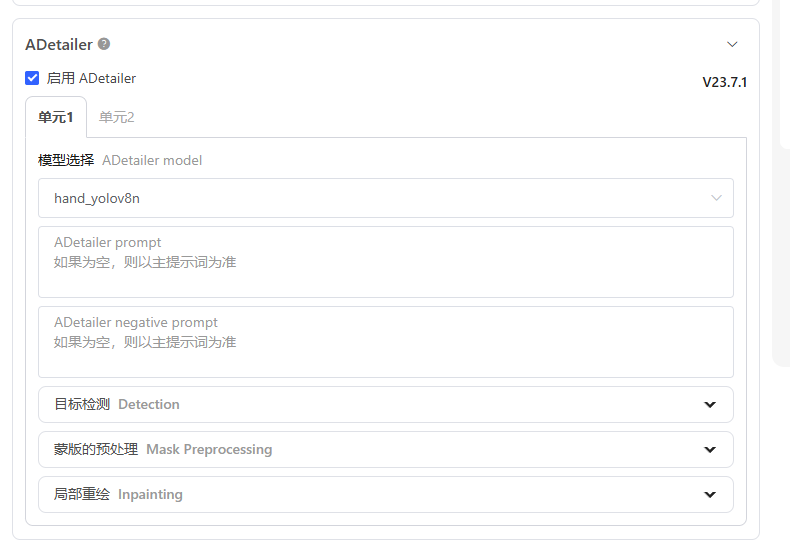 ADetailer ?
启用 ADetailer
V23.7.1
单元1 单元2
模型选择 ADetailer model
hand_yolov8n
ADetailer prompt
如果为空，则以主提示词为准
ADetailer negative prompt
如果为空，则以主提示词为准
目标检测 Detection
蒙版的预处理 Mask Preprocessing
局部重绘 Inpainting